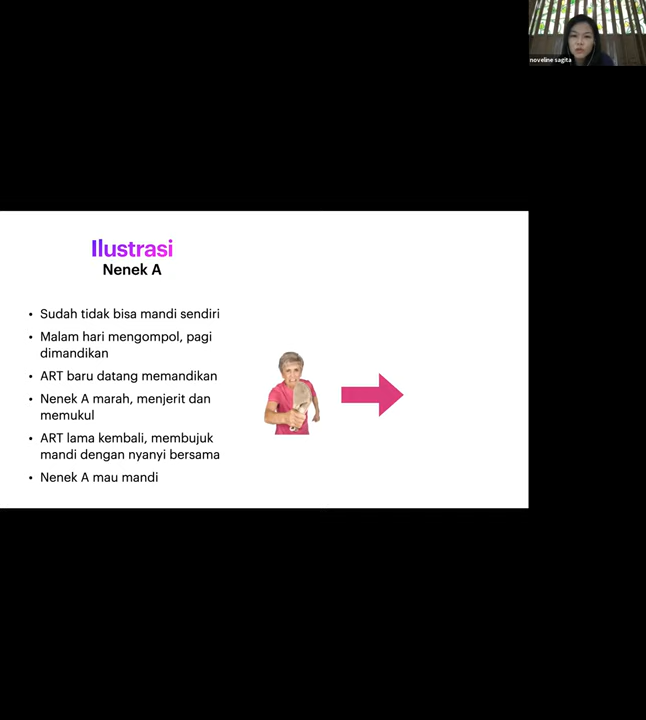 noveline sagita
Ilustrasi
Nenek A
• Sudah tidak bisa mandi sendiri
• Malam hari mengompol, pagi
dimandikan
• ART baru datang memandikan
• Nenek A marah, menjerit dan
memukul
• ART lama kembali, membujuk
mandi dengan nyanyi bersama
• Nenek A mau mandi